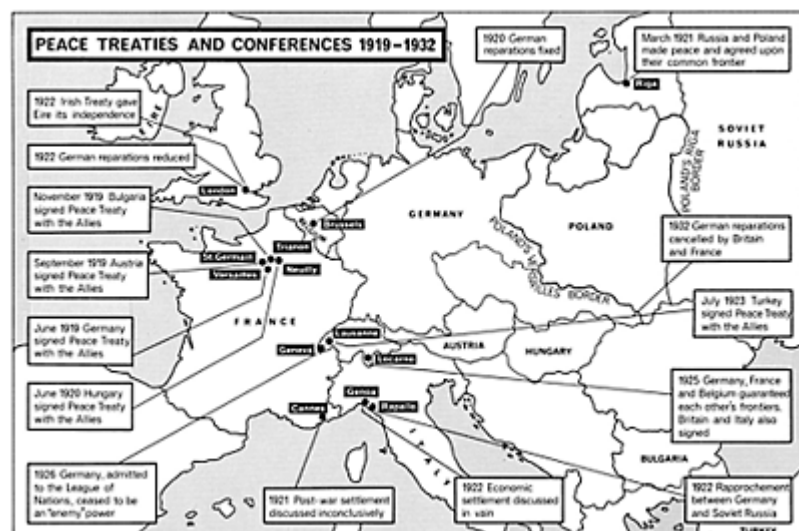 PEACE TREATIES AND CONFERENCES 1919–1932
1920 German
reparations fixed
March 1921 Russia and Poland
made peace and agreed upon
their common frontier
Riga
1922 Irish Treaty gave
Eire its independence
EIRE
SOVIET
RUSSIA
1922 German reparations reduced
London
POLAND'S RIGA
BORDER
November 1919 Bulgaria
signed Peace Treaty
with the Allies
Brussels
GERMANY
POLAND
POLAND'S VERSAILLES BORDER
1932 German reparations
cancelled by Britain
and France
September 1919 Austria
signed Peace Treaty
with the Allies
Trianon
St.Germain
Neuilly
Versailles
July 1923 Turkey
signed Peace Treaty
with the Allies
June 1919 Germany
signed Peace Treaty
with the Allies
FRANCE
Lausanne
Geneva
AUSTRIA
HUNGARY
Locarno
1925 Germany, France
and Belgium guaranteed
each other's frontiers,
Britain and Italy also
signed
June 1920 Hungary
signed Peace Treaty
with the Allies
Genoa
Rapallo
Cannes
ITALY
BULGARIA
1926 Germany, admitted
to the League of
Nations, ceased to be
an "enemy" power
1921 Post-war settlement
discussed inconclusively
1922 Economic
settlement discussed
in vain
1922 Rapprochement
between Germany
and Soviet Russia
TURKEY